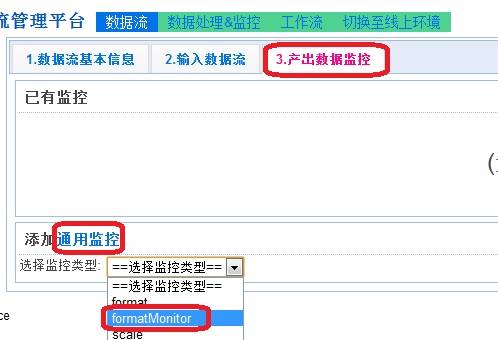 流管理平台 数据流 数据处理&监控 工作流 切换至线上环境
1.数据流基本信息 2.输入数据流 3.产出数据监控
已有监控
(
添加通用监控
选择监控类型: ==选择监控类型==
==选择监控类型==
format
formatMonitor
ce
scale